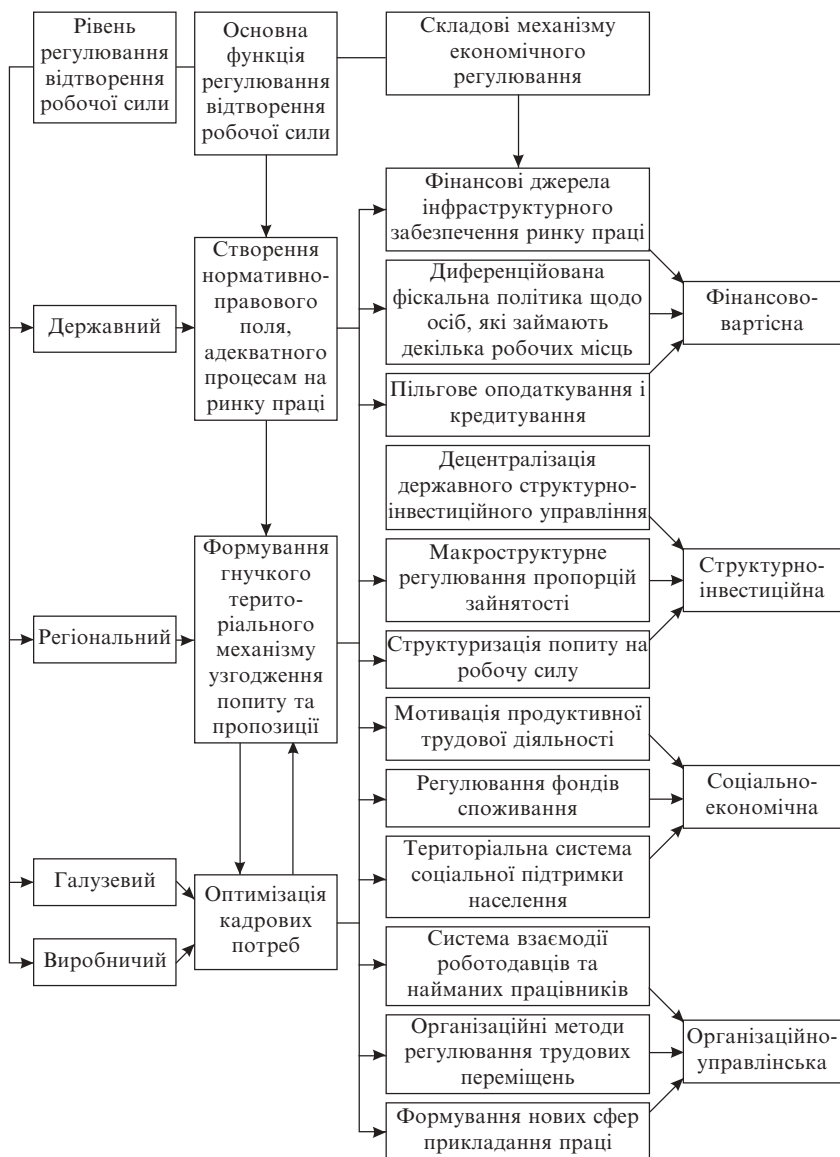 Рівень
регулювання
відтворення
робочої сили
Основна
функція
регулювання
відтворення
робочої сили
Складові механізму
економічного
регулювання
Фінансові джерела
інфраструктурного
забезпечення ринку праці
Створення
нормативно-
правового
поля,
адекватного
процесам на
ринку праці
Державний
Диференційована
фіскальна політика щодо
осіб, які займають
декілька робочих місць
Фінансово-
вартісна
Пільгове оподаткування і
кредитування
Децентралізація
державного структурно-
інвестиційного управління
Формування
гнучкого
терито-
ріального
механізму
узгодження
попиту та
пропозиції
Макроструктурне
регулювання пропорцій
зайнятості
Структурно-
інвестиційна
Регіональний
Структуризація попиту на
робочу силу
Мотивація продуктивної
трудової діяльності
Регулювання фондів
споживання
Соціально-
економічна
Територіальна система
соціальної підтримки
населення
Галузевий
Оптимізація
кадрових
потреб
Виробничий
Система взаємодії
роботодавців та
найманих працівників
Організаційні методи
регулювання трудових
переміщень
Організаційно-
управлінська
Формування нових сфер
прикладання праці